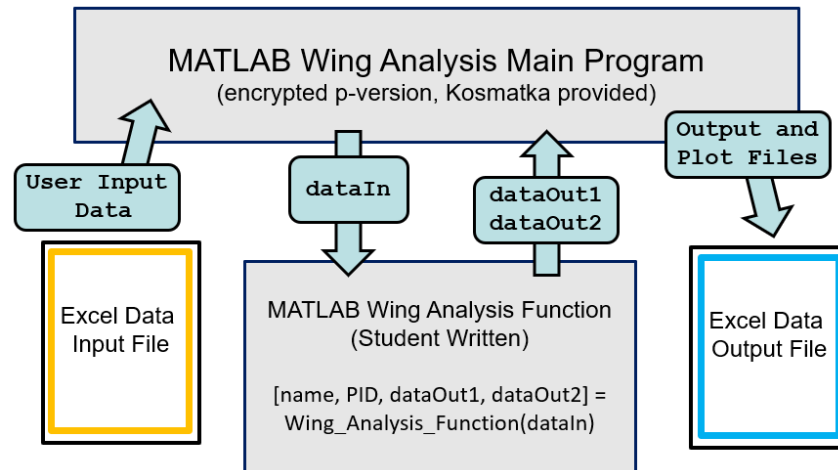 MATLAB Wing Analysis Main Program
(encrypted p-version, Kosmatka provided)
User Input
Data
dataIn
dataOut1
dataOut2
Output and
Plot Files
Excel Data
Input File
MATLAB Wing Analysis Function
(Student Written)
[name, PID, dataOut1, dataOut2] =
Wing_Analysis_Function(dataIn)
Excel Data
Output File